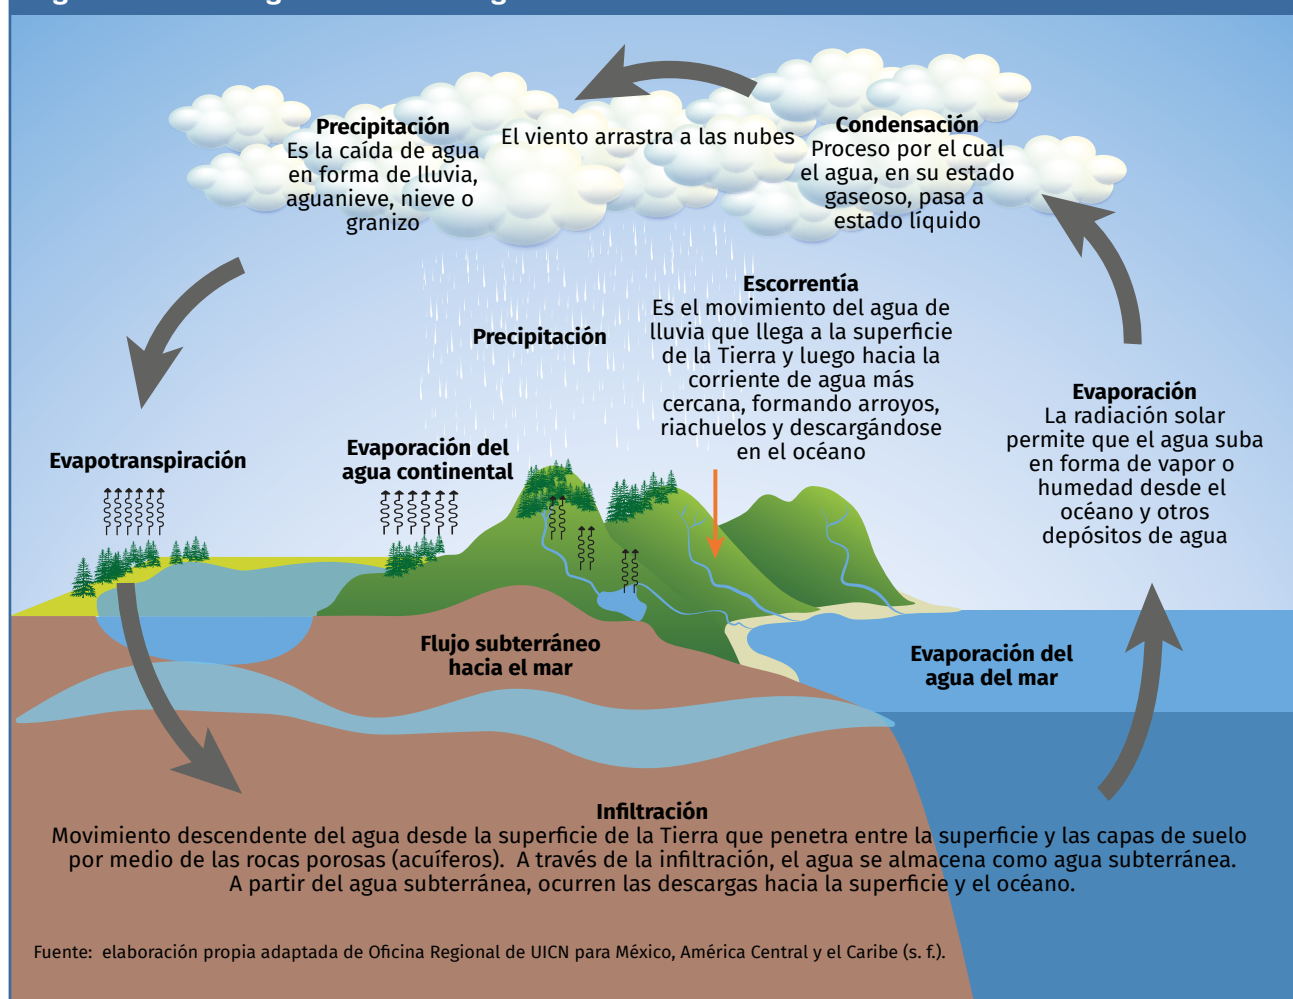 Precipitación
Es la caída de agua
en forma de lluvia,
aguanieve, nieve o
granizo
El viento arrastra a las nubes
Condensación
Proceso por el cual
el agua, en su estado
gaseoso, pasa a
estado líquido
Precipitación
Escorrentía
Es el movimiento del agua de
lluvia que llega a la superficie
de la Tierra y luego hacia la
corriente de agua más
cercana, formando arroyos,
riachuelos y descargándose
en el océano
Evaporación
La radiación solar
permite que el agua suba
en forma de vapor o
humedad desde el
océano y otros
depósitos de agua
Evapotranspiración
Evaporación del
agua continental
Flujo subterráneo
hacia el mar
Evaporación del
agua del mar
Infiltración
Movimiento descendente del agua desde la superficie de la Tierra que penetra entre la superficie y las capas de suelo
por medio de las rocas porosas (acuíferos). A través de la infiltración, el agua se almacena como agua subterránea.
A partir del agua subterránea, ocurren las descargas hacia la superficie y el océano.
Fuente: elaboración propia adaptada de Oficina Regional de UICN para México, América Central y el Caribe (s. f.).